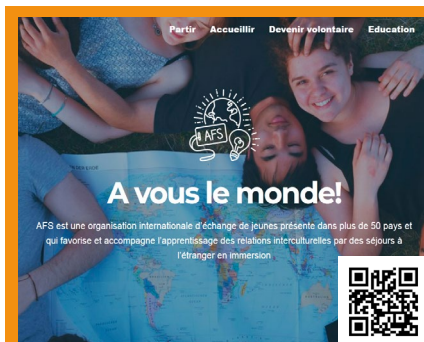 Partir Accueillir Devenir volontaire Education
AFS
A vous le monde!
AFS est une organisation internationale d'échange de jeunes présente dans plus de 50 pays et
qui favorise et accompagne l'apprentissage des relations interculturelles par des séjours à
l'étranger en immersion